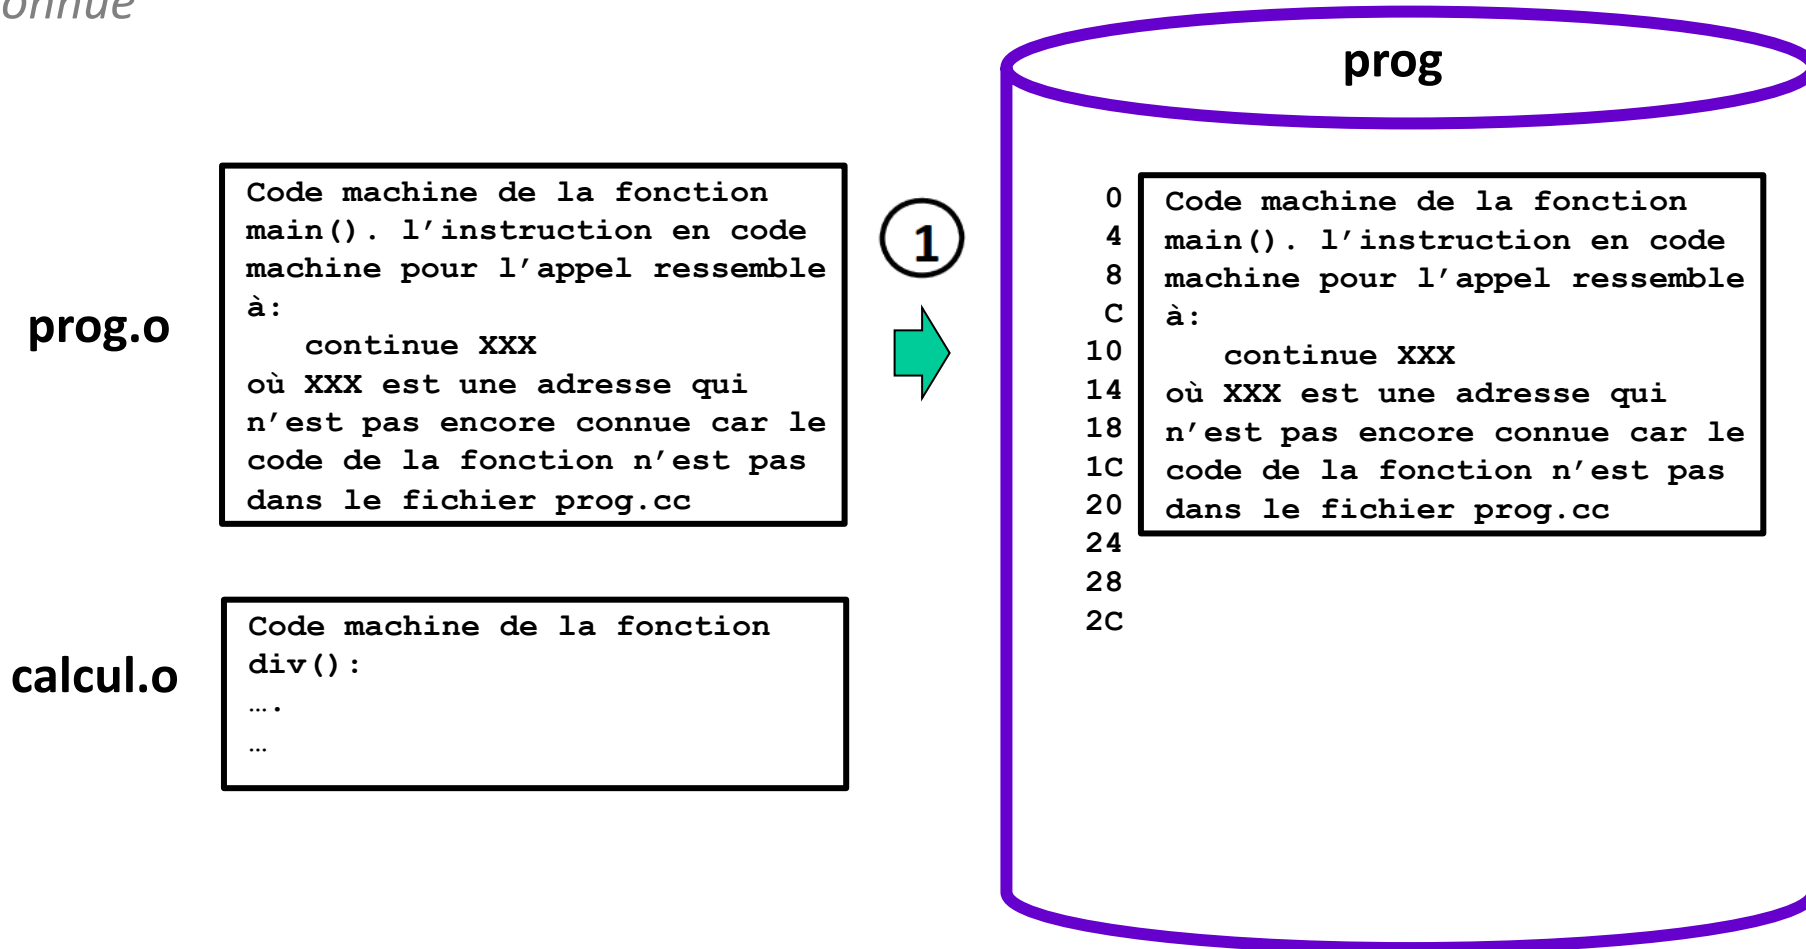 onnue
prog
prog.o
Code machine de la fonction
main(). l’instruction en code
machine pour l’appel ressemble
à:
continue XXX
où XXX est une adresse qui
n’est pas encore connue car le
code de la fonction n’est pas
dans le fichier prog.cc
1
0
4
8
C
10
14
18
1C
20
24
28
2C
Code machine de la fonction
main(). l’instruction en code
machine pour l’appel ressemble
à:
continue XXX
où XXX est une adresse qui
n’est pas encore connue car le
code de la fonction n’est pas
dans le fichier prog.cc
calcul.o
Code machine de la fonction
div():
….
…